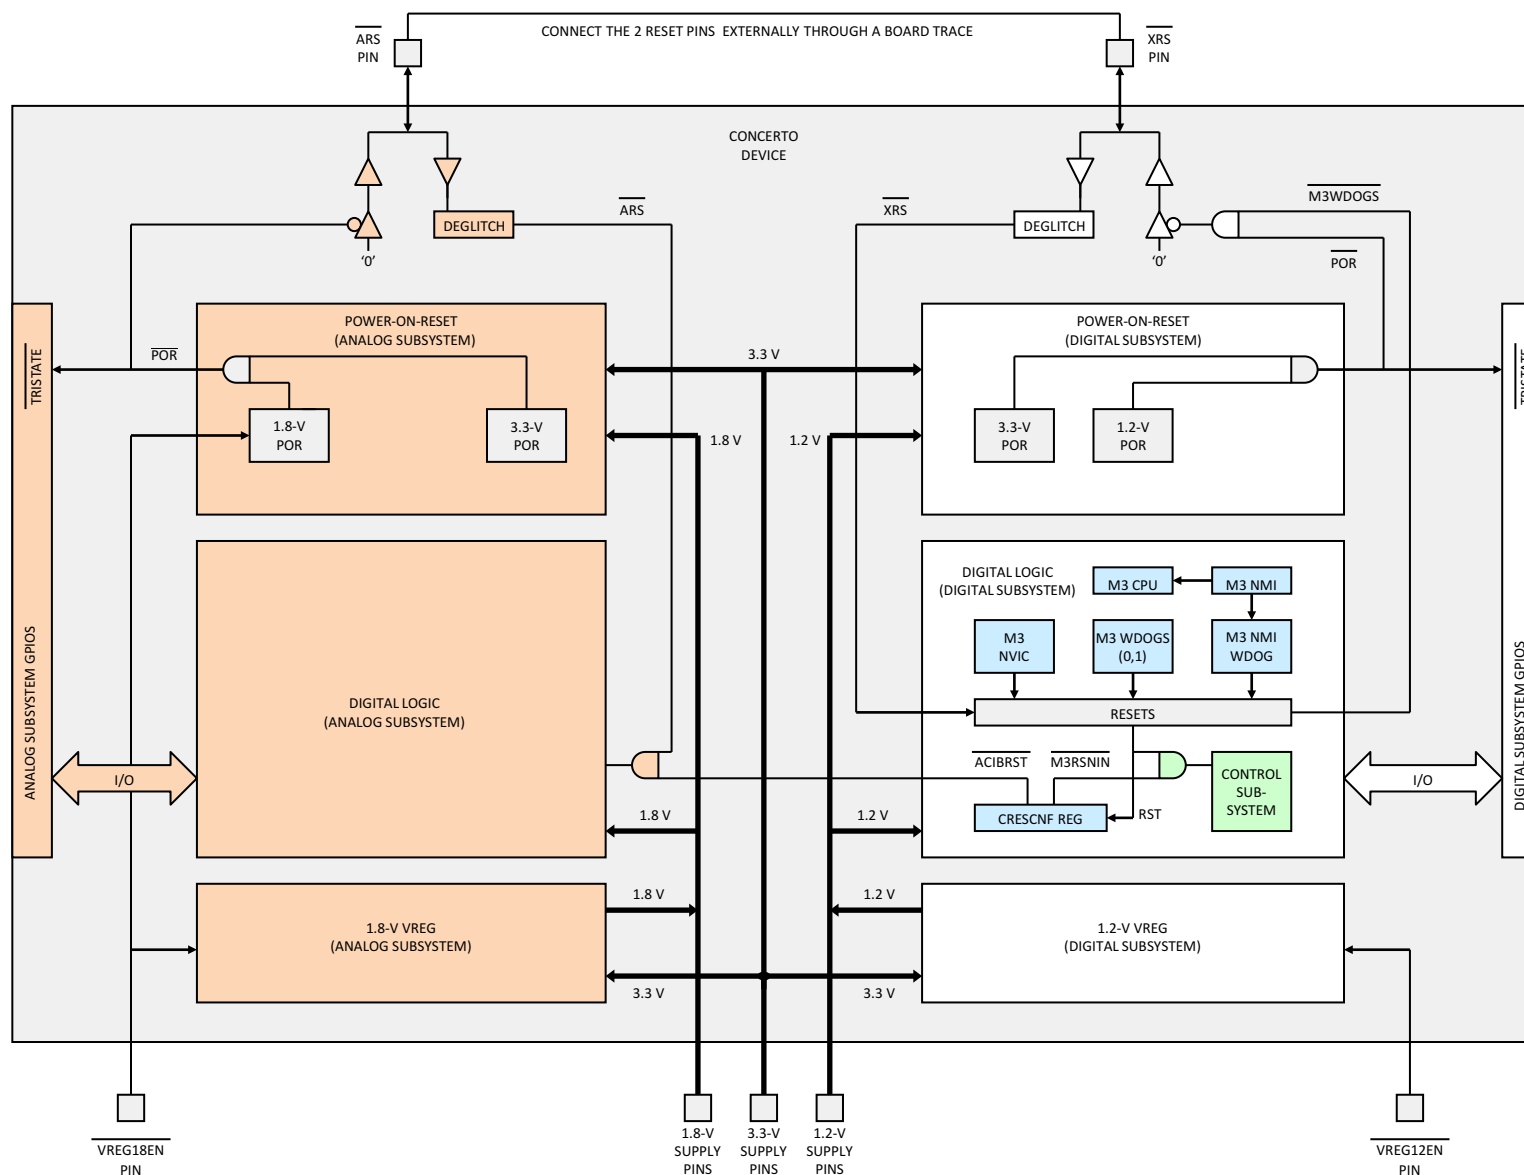 CONNECT THE 2 RESET PINS EXTERNALLY THROUGH A BOARD TRACE
ARS
PIN
XRS
PIN
CONCERTO
DEVICE
ARS
XRS
M3WDOGS
DEGLITCH
DEGLITCH
'0'
'0'
POR
POWER-ON-RESET
(ANALOG SUBSYSTEM)
POWER-ON-RESET
(DIGITAL SUBSYSTEM)
POR
3.3 V
TRISTATE
TRISTATE
1.8-V
POR
3.3-V
POR
1.8 V
1.2 V
3.3-V
POR
1.2-V
POR
ANALOG SUBSYSTEM GPIOS
DIGITAL SUBSYSTEM GPIOS
DIGITAL LOGIC
(ANALOG SUBSYSTEM)
DIGITAL LOGIC
(DIGITAL SUBSYSTEM)
M3 CPU
M3 NMI
M3
NVIC
M3 WDOGS
(0,1)
M3 NMI
WDOG
RESETS
ACIBRST
M3RSNIN
CONTROL
SUB-
SYSTEM
I/O
I/O
CRESCNF REG
RST
1.8 V
1.2 V
1.8 V
1.2 V
1.8-V VREG
(ANALOG SUBSYSTEM)
1.2-V VREG
(DIGITAL SUBSYSTEM)
3.3 V
3.3 V
VREG18EN
PIN
1.8-V
SUPPLY
PINS
3.3-V
SUPPLY
PINS
1.2-V
SUPPLY
PINS
VREG12EN
PIN